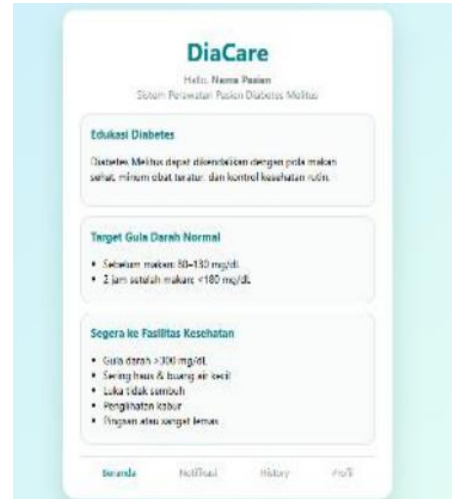 DiaCare
Hallo, Nama Pasien
Sistem Perawatan Pasien Diabetes Melitus
Edukasi Diabetes
Diabetes Melitus dapat dikendalikan dengan pola makan
sehat, minum obat teratur, dan kontrol kesehatan rutin.
Target Gula Darah Normal
• Sebelum makan: 80–130 mg/dL
• 2 jam setelah makan: <180 mg/dL
Segera ke Fasilitas Kesehatan
• Gula darah >300 mg/dL
• Sering haus & buang air kecil
• Luka tidak sembuh
• Penglihatan kabur
• Pingsan atau sangat lemas
Beranda Notifikasi History Profil